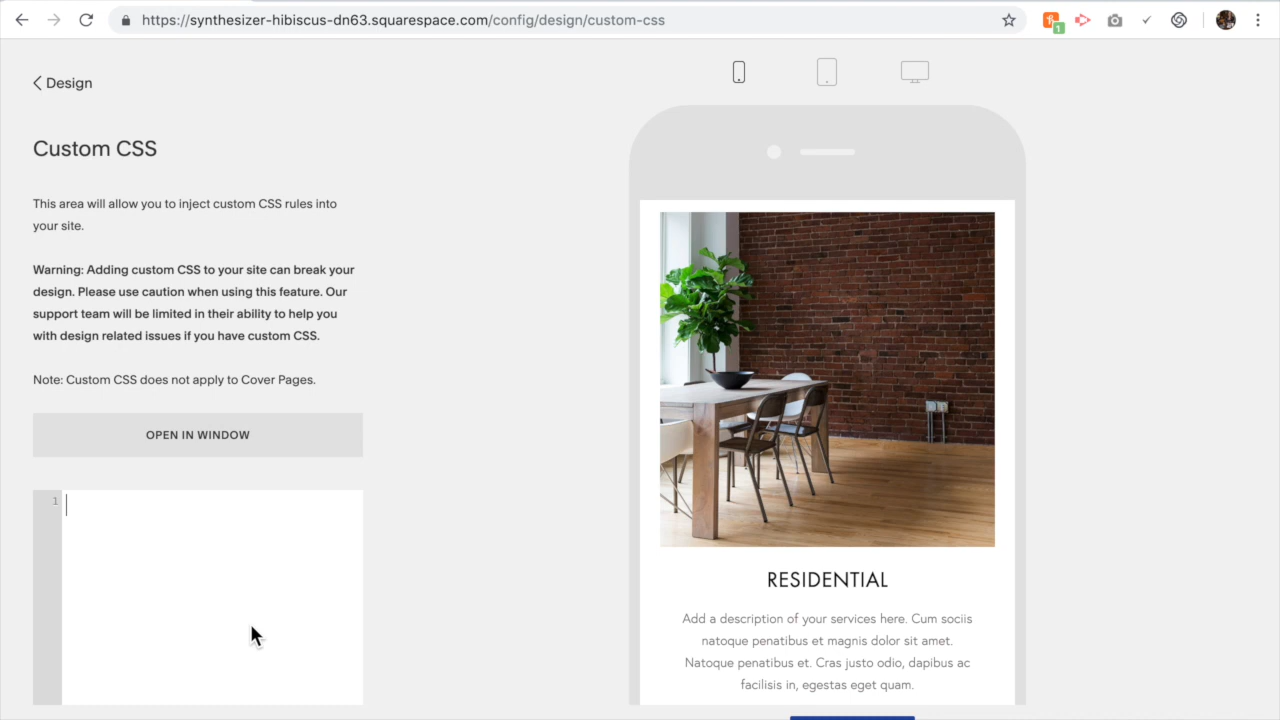 https://synthesizer-hibiscus-dn63.squarespace.com/config/design/custom-css
1
Design
Custom CSS
This area will allow you to inject custom CSS rules into
your site.
Warning: Adding custom CSS to your site can break your
design. Please use caution when using this feature. Our
support team will be limited in their ability to help you
with design related issues if you have custom CSS.
Note: Custom CSS does not apply to Cover Pages.
OPEN IN WINDOW
1
RESIDENTIAL
Add a description of your services here. Cum sociis
natoque penatibus et magnis dolor sit amet.
Natoque penatibus et. Cras justo odio, dapibus ac
facilisis in, egestas eget quam.